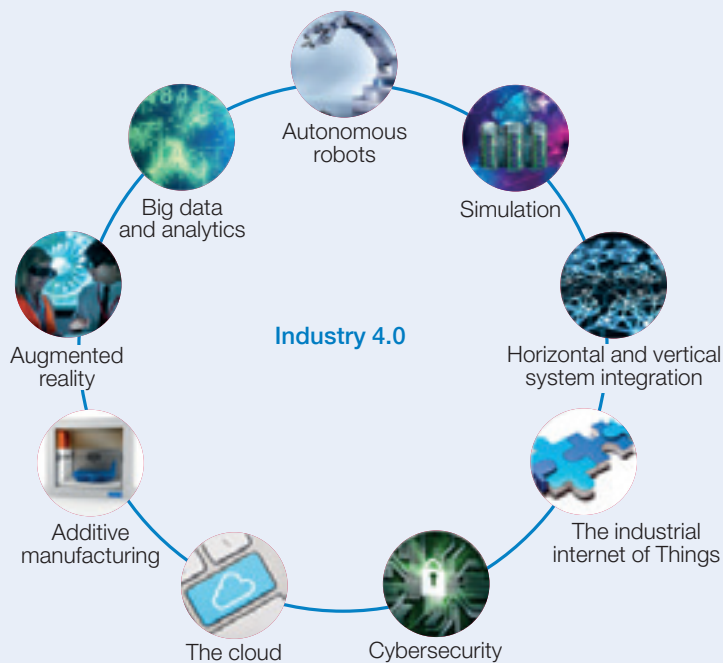 Autonomous
robots
Big data
and analytics
Simulation
Industry 4.0
Augmented
reality
Horizontal and vertical
system integration
Additive
manufacturing
The industrial
internet of Things
The cloud
Cybersecurity